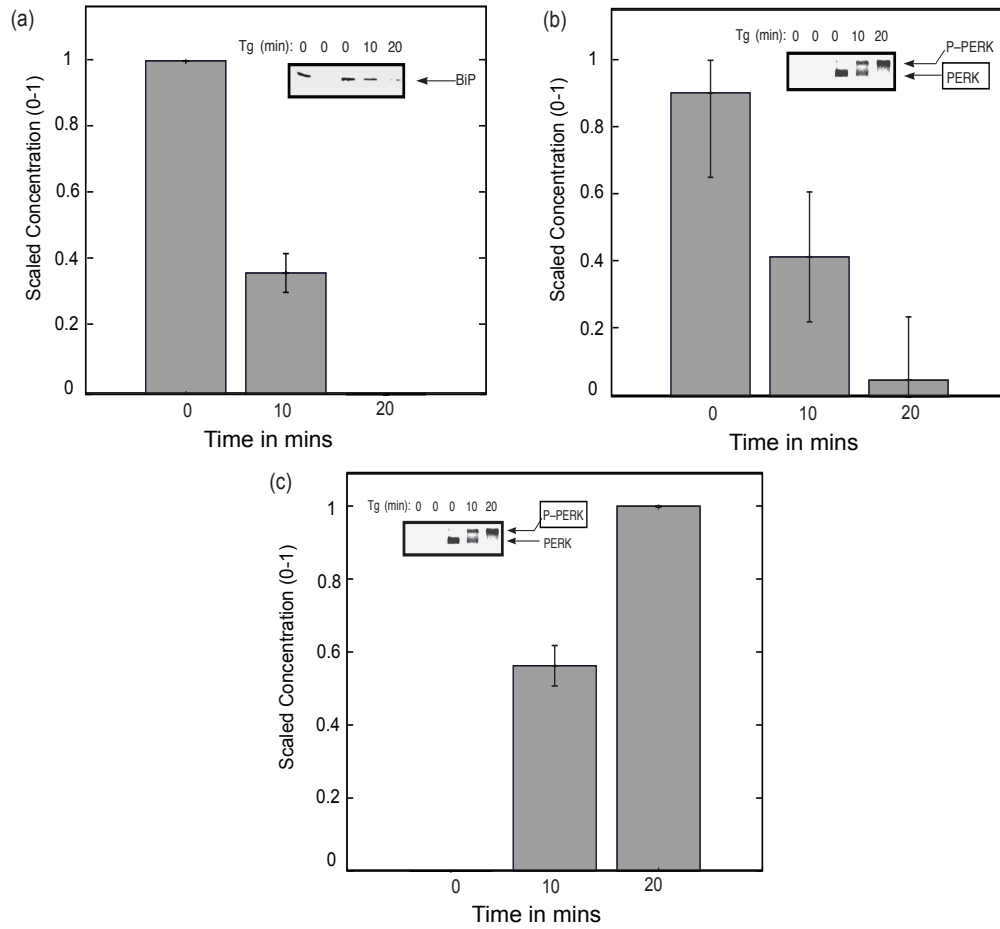 (a)
Scaled Concentration (0-1)
1
0.8
0.6
0.4
0.2
0
Tg (min): 0 0 0 10 20
BiP
0 10 20
Time in mins
(b)
Scaled Concentration (0-1)
1
0.8
0.6
0.4
0.2
0
Tg (min): 0 0 0 10 20
P-PERK
PERK
0 10 20
Time in mins
(c)
Scaled Concentration (0-1)
1
0.8
0.6
0.4
0.2
0
Tg (min): 0 0 0 10 20
P-PERK
PERK
0 10 20
Time in mins